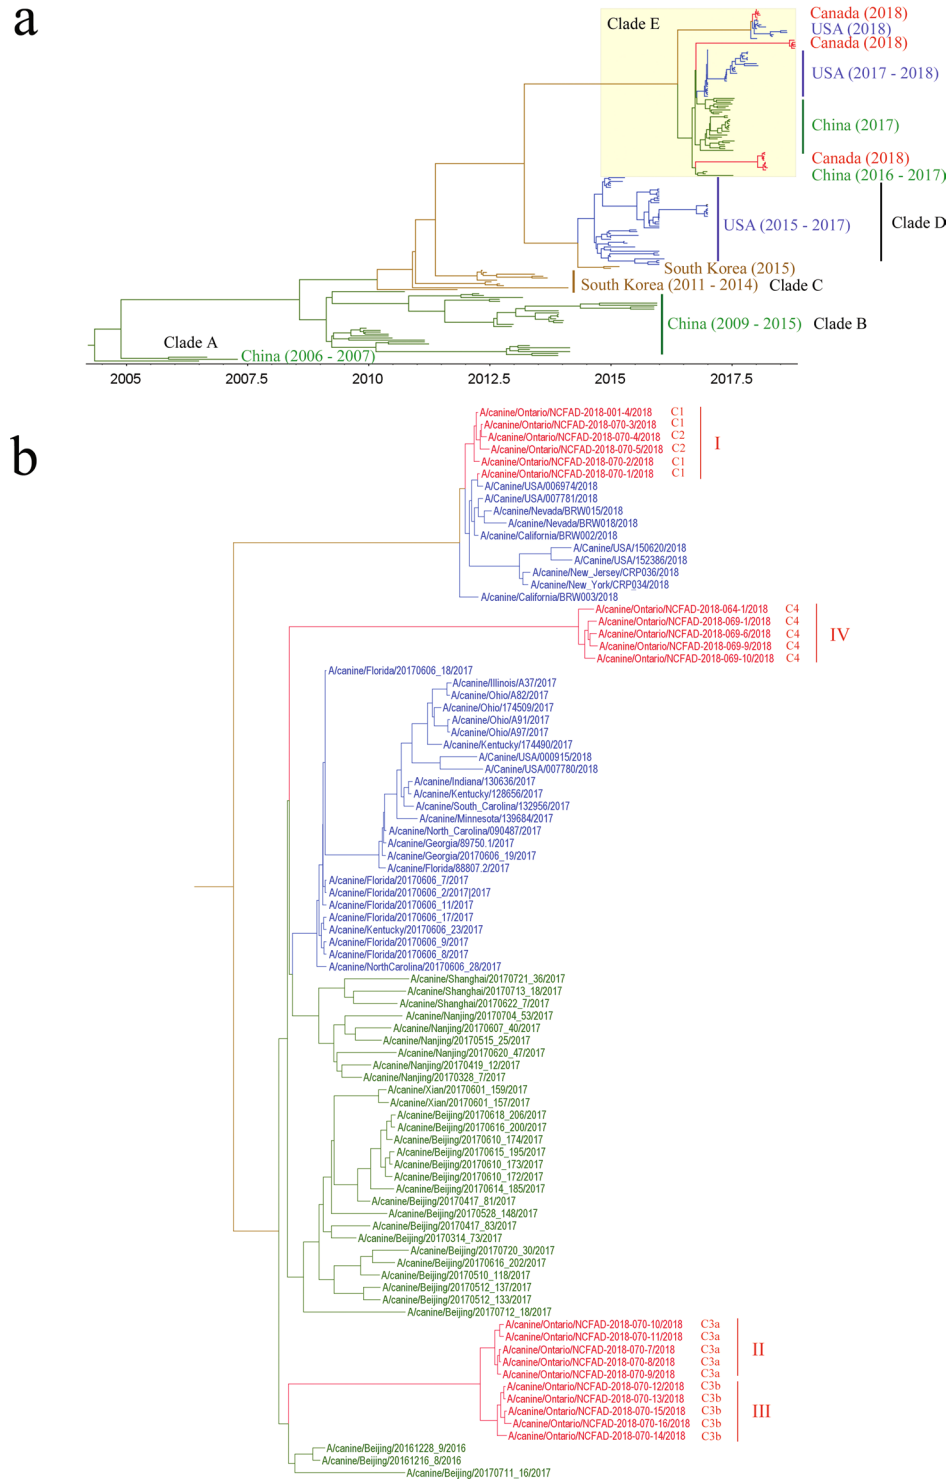 a
Clade E
Canada (2018)
USA (2018)
Canada (2018)
USA (2017 - 2018)
China (2017)
Canada (2018)
China (2016 - 2017)
USA (2015 - 2017)
Clade D
South Korea (2015)
South Korea (2011 - 2014) Clade C
China (2009 - 2015) Clade B
Clade A
China (2006 - 2007)
2005 2007.5 2010 2012.5 2015 2017.5
b
A/canine/Ontario/NCFAD-2018-001-4/2018 C1
A/canine/Ontario/NCFAD-2018-070-3/2018 C1
A/canine/Ontario/NCFAD-2018-070-4/2018 C2
A/canine/Ontario/NCFAD-2018-070-5/2018 C2
A/canine/Ontario/NCFAD-2018-070-2/2018 C1
A/canine/Ontario/NCFAD-2018-070-1/2018 C1
I
A/Canine/USA/006974/2018
A/Canine/USA/007781/2018
A/canine/Nevada/BRW015/2018
A/canine/Nevada/BRW018/2018
A/canine/California/BRW002/2018
A/Canine/USA/150620/2018
A/Canine/USA/152386/2018
A/canine/New_Jersey/CRP036/2018
A/canine/New_York/CRP034/2018
A/canine/California/BRW003/2018
A/canine/Ontario/NCFAD-2018-064-1/2018 C4
A/canine/Ontario/NCFAD-2018-069-1/2018 C4
A/canine/Ontario/NCFAD-2018-069-6/2018 C4
A/canine/Ontario/NCFAD-2018-069-9/2018 C4
A/canine/Ontario/NCFAD-2018-069-10/2018 C4
IV
A/canine/Florida/20170606_18/2017
A/canine/Illinois/A37/2017
A/canine/Ohio/A82/2017
A/canine/Ohio/174509/2017
A/canine/Ohio/A91/2017
A/canine/Ohio/A97/2017
A/canine/Kentucky/174490/2017
A/Canine/USA/000915/2018
A/Canine/USA/007780/2018
A/canine/Indiana/130636/2017
A/canine/Kentucky/128656/2017
A/canine/South_Carolina/132956/2017
A/canine/Minnesota/139684/2017
A/canine/North_Carolina/090487/2017
A/canine/Georgia/89750.1/2017
A/canine/Georgia/20170606_19/2017
A/canine/Florida/88807.2/2017
A/canine/Florida/20170606_7/2017
A/canine/Florida/20170606_2/2017|2017
A/canine/Florida/20170606_11/2017
A/canine/Florida/20170606_17/2017
A/canine/Kentucky/20170606_23/2017
A/canine/Florida/20170606_9/2017
A/canine/Florida/20170606_8/2017
A/canine/NorthCarolina/20170606_28/2017
A/canine/Shanghai/20170721_36/2017
A/canine/Shanghai/20170713_18/2017
A/canine/Shanghai/20170622_7/2017
A/canine/Nanjing/20170704_53/2017
A/canine/Nanjing/20170607_40/2017
A/canine/Nanjing/20170515_25/2017
A/canine/Nanjing/20170620_47/2017
A/canine/Nanjing/20170419_12/2017
A/canine/Nanjing/20170328_7/2017
A/canine/Xian/20170601_159/2017
A/canine/Xian/20170601_157/2017
A/canine/Beijing/20170618_206/2017
A/canine/Beijing/20170616_200/2017
A/canine/Beijing/20170610_174/2017
A/canine/Beijing/20170615_195/2017
A/canine/Beijing/20170610_173/2017
A/canine/Beijing/20170610_172/2017
A/canine/Beijing/20170614_185/2017
A/canine/Beijing/20170417_81/2017
A/canine/Beijing/20170528_148/2017
A/canine/Beijing/20170417_83/2017
A/canine/Beijing/20170314_73/2017
A/canine/Beijing/20170720_30/2017
A/canine/Beijing/20170616_202/2017
A/canine/Beijing/20170510_118/2017
A/canine/Beijing/20170512_137/2017
A/canine/Beijing/20170512_133/2017
A/canine/Beijing/20170712_18/2017
A/canine/Ontario/NCFAD-2018-070-10/2018 C3a
A/canine/Ontario/NCFAD-2018-070-11/2018 C3a
A/canine/Ontario/NCFAD-2018-070-7/2018 C3a
A/canine/Ontario/NCFAD-2018-070-8/2018 C3a
A/canine/Ontario/NCFAD-2018-070-9/2018 C3a
II
A/canine/Ontario/NCFAD-2018-070-12/2018 C3b
A/canine/Ontario/NCFAD-2018-070-13/2018 C3b
A/canine/Ontario/NCFAD-2018-070-15/2018 C3b
A/canine/Ontario/NCFAD-2018-070-16/2018 C3b
A/canine/Ontario/NCFAD-2018-070-14/2018 C3b
III
A/canine/Beijing/20161228_9/2016
A/canine/Beijing/20161216_8/2016
A/canine/Beijing/20170711_16/2017